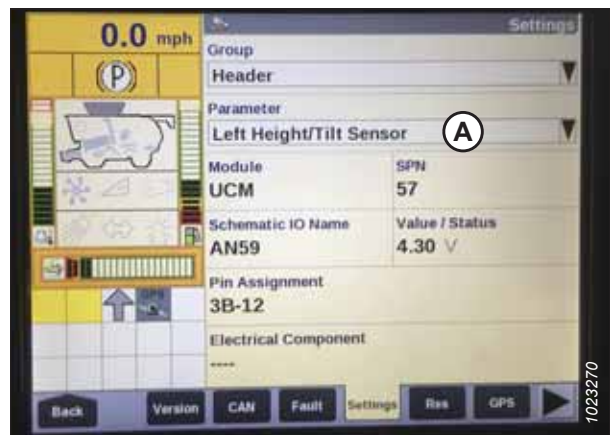 0.0 mph
Settings
Group
(P)
Header
Parameter
Left Height/Tilt Sensor
A
Module
SPN
UCM
57
Schematic IO Name
Value / Status
AN59
4.30 V
Pin Assignment
3B-12
Electrical Component
----
Back
Version
CAN
Fault
Settings
Res
GPS
1023270